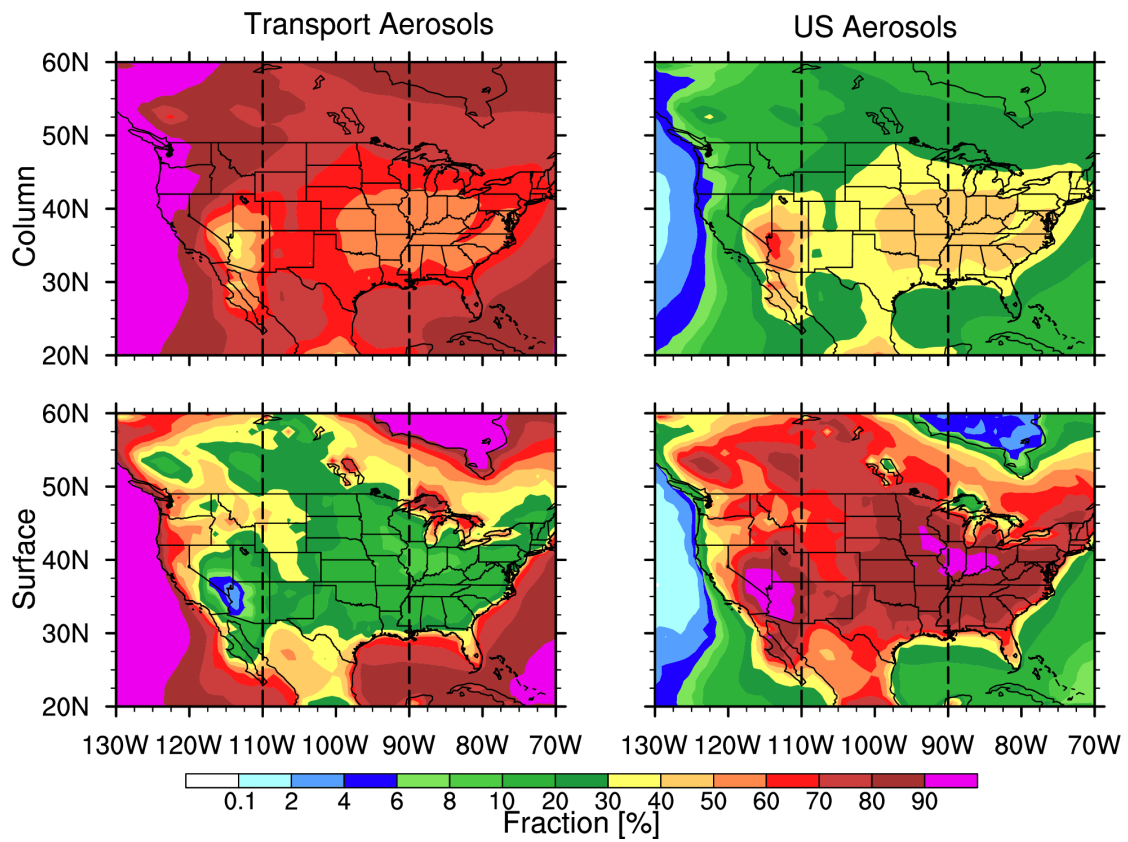 Transport Aerosols
US Aerosols
60N
50N
40N
30N
20N
Column
60N
50N
40N
30N
20N
Surface
130W 120W 110W 100W 90W 80W 70W
130W 120W 110W 100W 90W 80W 70W
0.1 2 4 6 8 10 20 30 40 50 60 70 80 90
Fraction [%]